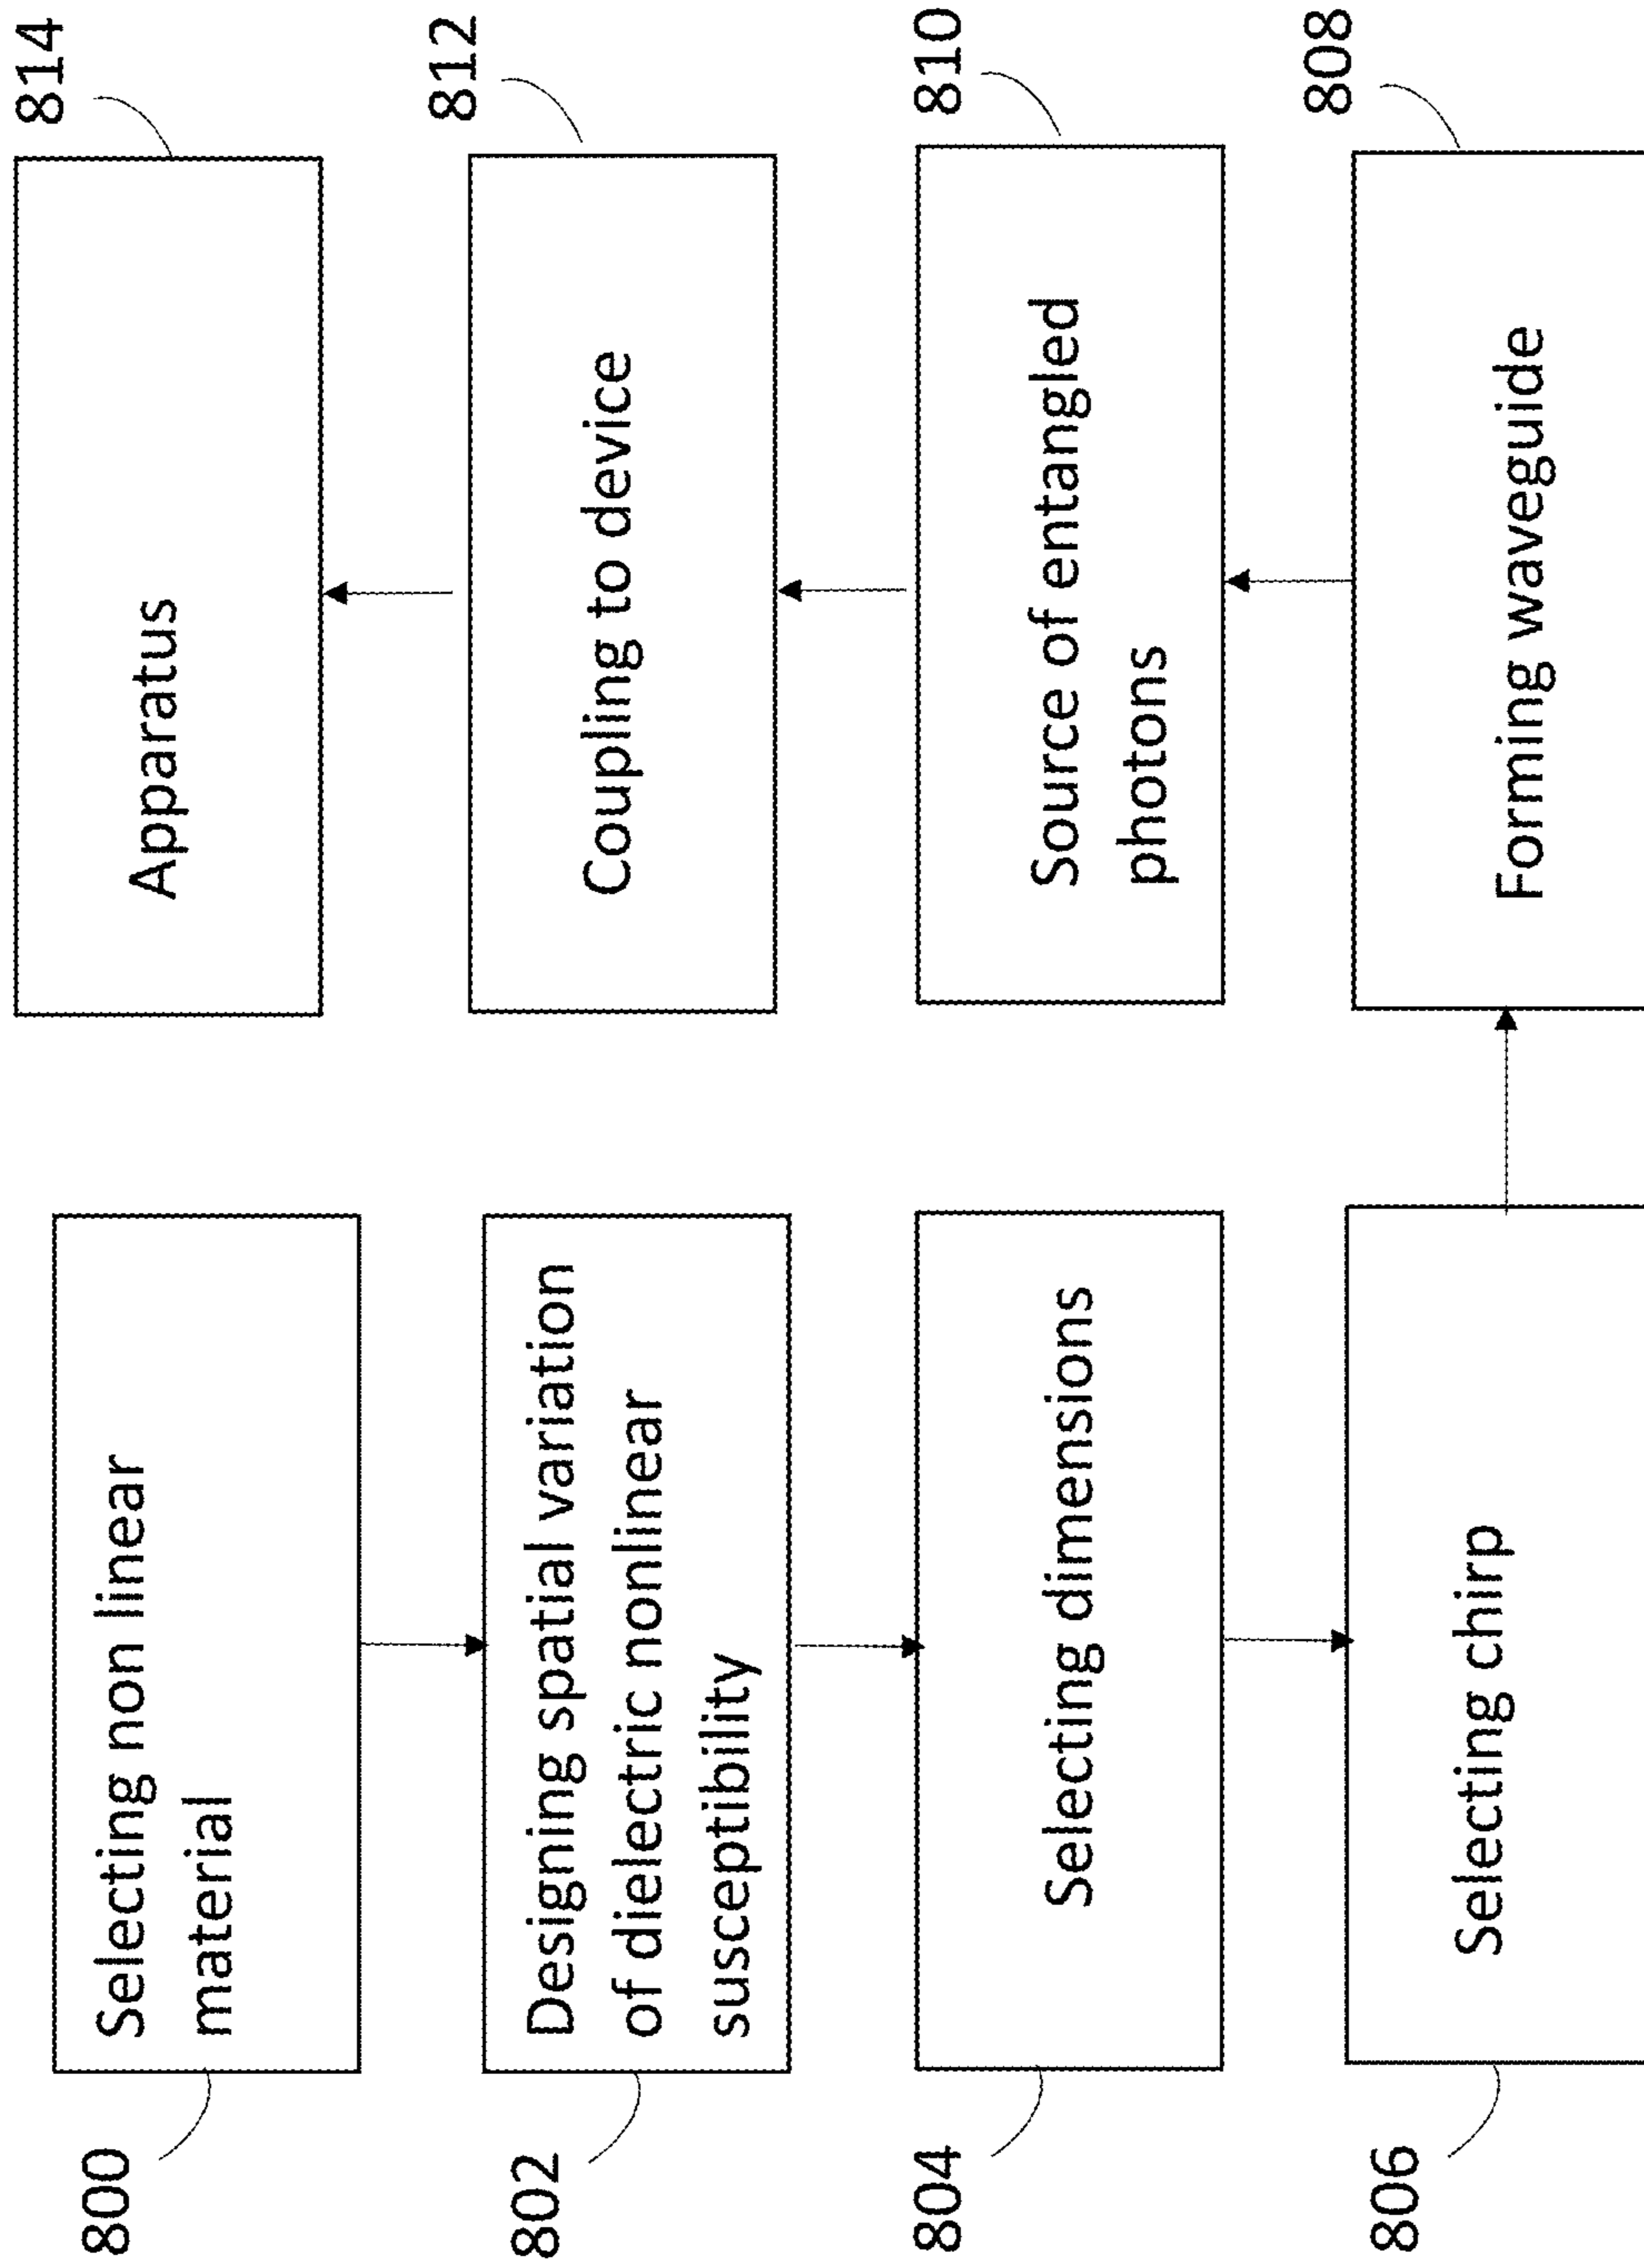 800
Selecting non linear
material
802
Designing spatial variation
of dielectric nonlinear
susceptibility
804
Selecting dimensions
806
Selecting chirp
808
Forming waveguide
810
Source of entangled
photons
812
Coupling to device
814
Apparatus